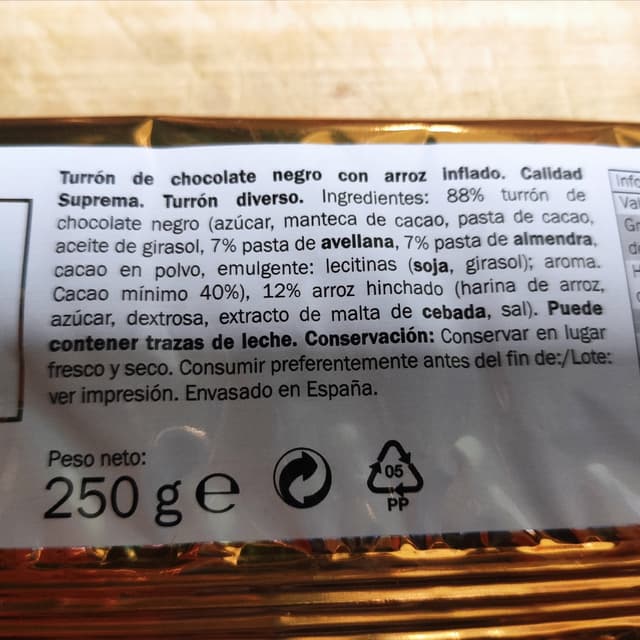 Turrón de chocolate negro con arroz inflado. Calidad
Suprema. Turrón diverso. Ingredientes: 88% turrón de
chocolate negro (azúcar, manteca de cacao, pasta de cacao,
aceite de girasol, 7% pasta de avellana, 7% pasta de almendra,
cacao en polvo, emulgente: lecitinas (soja, girasol); aroma.
Cacao mínimo 40%), 12% arroz hinchado (harina de arroz,
azúcar, dextrosa, extracto de malta de cebada, sal). Puede
contener trazas de leche. Conservación: Conservar en lugar
fresco y seco. Consumir preferentemente antes del fin de:/Lote:
ver impresión. Envasado en España.
Peso neto:
250 g e
05
PP